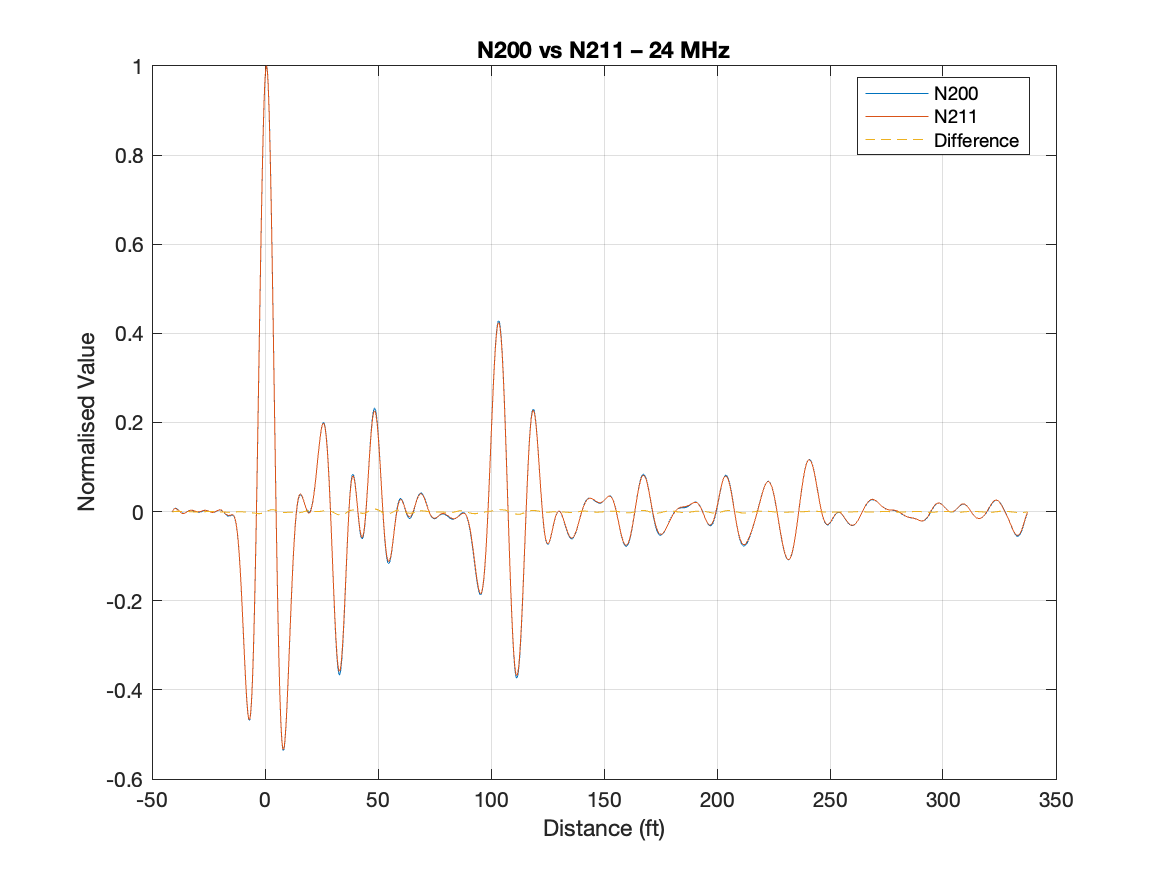 N200 vs N211 – 24 MHz
N200
N211
Difference
1
0.8
0.6
0.4
0.2
0
-0.2
-0.4
-0.6
Normalised Value
-50 0 50 100 150 200 250 300 350
Distance (ft)